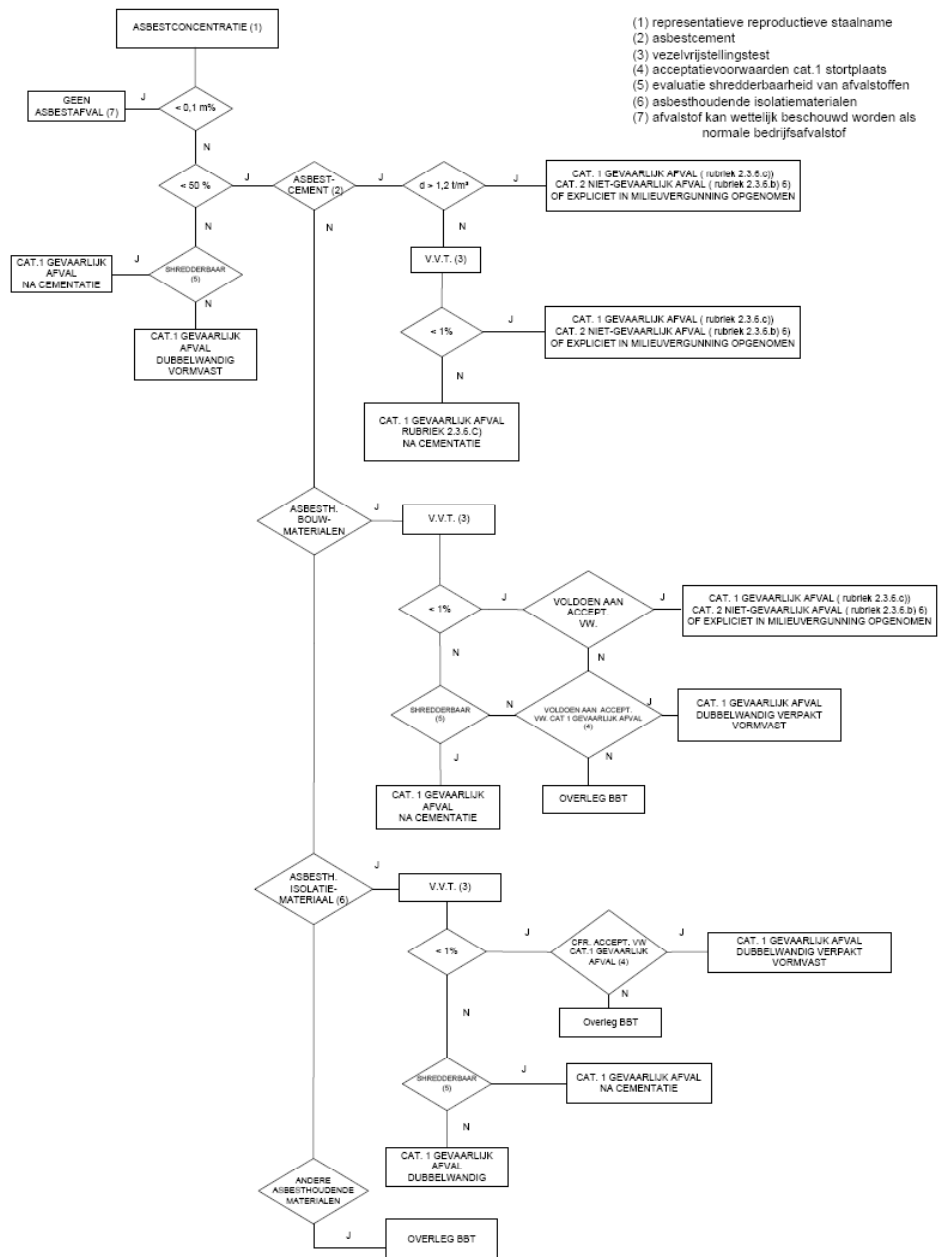 ASBESTCONCENTRATIE (1)
(1) representatieve reproductieve staalname
(2) asbestcement
(3) vezelvrijstellingstest
(4) acceptatievoorwaarden cat.1 stortplaats
(5) evaluatie shredderbaarheid van afvalstoffen
(6) asbesthoudende isolatiematerialen
(7) afvalstof kan wettelijk beschouwd worden als
normale bedrijfsafvalstof
GEEN
ASBESTAFVAL (7)
J
< 0,1 m%
N
< 50 %
J
ASBEST-
CEMENT (2)
J
d > 1,2 t/m³
J
CAT. 1 GEVAARLIJK AFVAL ( rubriek 2.3.6.c))
CAT. 2 NIET-GEVAARLIJK AFVAL ( rubriek 2.3.6.b) 6)
OF EXPLICIET IN MILIEUVERGUNNING OPGENOMEN
N
N
N
CAT.1 GEVAARLIJK
AFVAL
NA CEMENTATIE
J
SHREDDERBAAR
(5)
N
CAT.1 GEVAARLIJK
AFVAL
DUBBELWANDIG
VORMVAST
V.V.T. (3)
< 1%
J
CAT. 1 GEVAARLIJK AFVAL ( rubriek 2.3.6.c))
CAT. 2 NIET-GEVAARLIJK AFVAL ( rubriek 2.3.6.b) 6)
OF EXPLICIET IN MILIEUVERGUNNING OPGENOMEN
N
CAT. 1 GEVAARLIJK AFVAL
RUBRIEK 2.3.6.C)
NA CEMENTATIE
ASBESTH.
BOUW-
MATERIALEN
J
V.V.T. (3)
< 1%
J
VOLDOEN AAN
ACCEPT.
VW.
J
CAT. 1 GEVAARLIJK AFVAL ( rubriek 2.3.6.c))
CAT. 2 NIET-GEVAARLIJK AFVAL ( rubriek 2.3.6.b) 6)
OF EXPLICIET IN MILIEUVERGUNNING OPGENOMEN
N
N
SHREDDERBAAR
(5)
N
VOLDOEN AAN ACCEPT.
VW. CAT 1 GEVAARLIJK AFVAL
(4)
J
CAT. 1 GEVAARLIJK AFVAL
DUBBELWANDIG VERPAKT
VORMVAST
J
N
CAT. 1 GEVAARLIJK
AFVAL
NA CEMENTATIE
OVERLEG BBT
ASBESTH.
ISOLATIE-
MATERIAAL (6)
J
V.V.T. (3)
< 1%
J
CFR. ACCEPT. VW
CAT.1 GEVAARLIJK
AFVAL (4)
J
CAT. 1 GEVAARLIJK AFVAL
DUBBELWANDIG VERPAKT
VORMVAST
N
Overleg BBT
N
SHREDDERBAAR
(5)
J
CAT. 1 GEVAARLIJK AFVAL
NA CEMENTATIE
N
CAT. 1 GEVAARLIJK
AFVAL
DUBBELWANDIG
ANDERE
ASBESTHOUDENDE
MATERIALEN
J
OVERLEG BBT